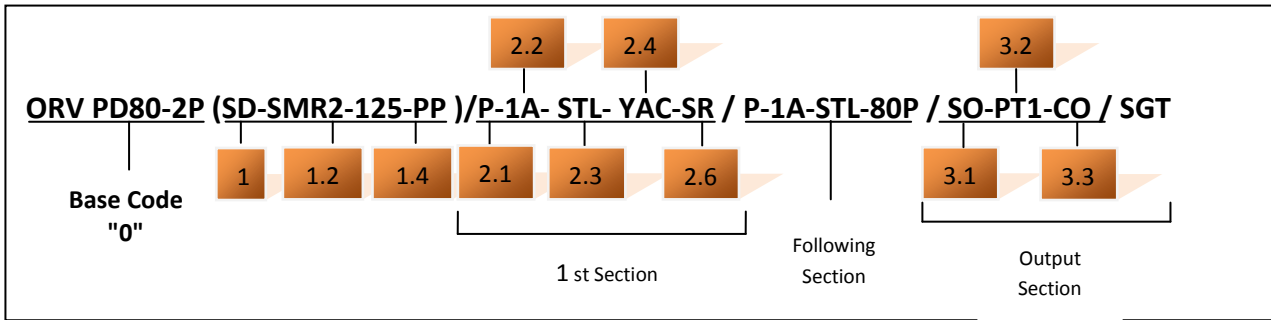 2.2 2.4 3.2
ORV PD80-2P (SD-SMR2-125-PP )/P-1A- STL- YAC-SR / P-1A-STL-80P / SO-PT1-CO / SGT
1 1.2 1.4 2.1 2.3 2.6 3.1 3.3
Base Code
"0"
1 st Section
Following
Section
Output
Section